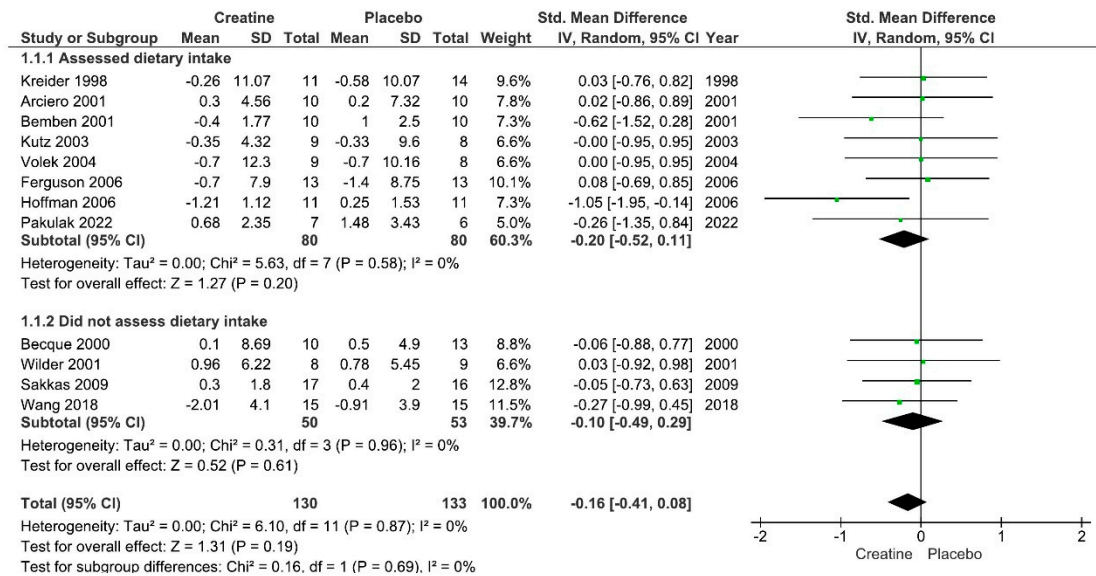 Creatine Placebo Std. Mean Difference Std. Mean Difference
Study or Subgroup Mean SD Total Mean SD Total Weight IV, Random, 95% CI Year IV, Random, 95% CI
1.1.1 Assessed dietary intake
Kreider 1998 -0.26 11.07 11 -0.58 10.07 14 9.6% 0.03 [-0.76, 0.82] 1998
Arciero 2001 0.3 4.56 10 0.2 7.32 10 7.8% 0.02 [-0.86, 0.89] 2001
Bemben 2001 -0.4 1.77 10 1 2.5 10 7.3% -0.62 [-1.52, 0.28] 2001
Kutz 2003 -0.35 4.32 9 -0.33 9.6 8 6.6% -0.00 [-0.95, 0.95] 2003
Volek 2004 -0.7 12.3 9 -0.7 10.16 8 6.6% 0.00 [-0.95, 0.95] 2004
Ferguson 2006 -0.7 7.9 13 -1.4 8.75 13 10.1% 0.08 [-0.69, 0.85] 2006
Hoffman 2006 -1.21 1.12 11 0.25 1.53 11 7.3% -1.05 [-1.95, -0.14] 2006
Pakulak 2022 0.68 2.35 7 1.48 3.43 6 5.0% -0.26 [-1.35, 0.84] 2022
Subtotal (95% CI) 80 80 60.3% -0.20 [-0.52, 0.11]
Heterogeneity: Tau² = 0.00; Chi² = 5.63, df = 7 (P = 0.58); I² = 0%
Test for overall effect: Z = 1.27 (P = 0.20)
1.1.2 Did not assess dietary intake
Becque 2000 0.1 8.69 10 0.5 4.9 13 8.8% -0.06 [-0.88, 0.77] 2000
Wilder 2001 0.96 6.22 8 0.78 5.45 9 6.6% 0.03 [-0.92, 0.98] 2001
Sakkas 2009 0.3 1.8 17 0.4 2 16 12.8% -0.05 [-0.73, 0.63] 2009
Wang 2018 -2.01 4.1 15 -0.91 3.9 15 11.5% -0.27 [-0.99, 0.45] 2018
Subtotal (95% CI) 50 53 39.7% -0.10 [-0.49, 0.29]
Heterogeneity: Tau² = 0.00; Chi² = 0.31, df = 3 (P = 0.96); I² = 0%
Test for overall effect: Z = 0.52 (P = 0.61)
Total (95% CI) 130 133 100.0% -0.16 [-0.41, 0.08]
Heterogeneity: Tau² = 0.00; Chi² = 6.10, df = 11 (P = 0.87); I² = 0%
Test for overall effect: Z = 1.31 (P = 0.19)
Test for subgroup differences: Chi² = 0.16, df = 1 (P = 0.69), I² = 0%
-2 -1 0 1 2
Creatine Placebo